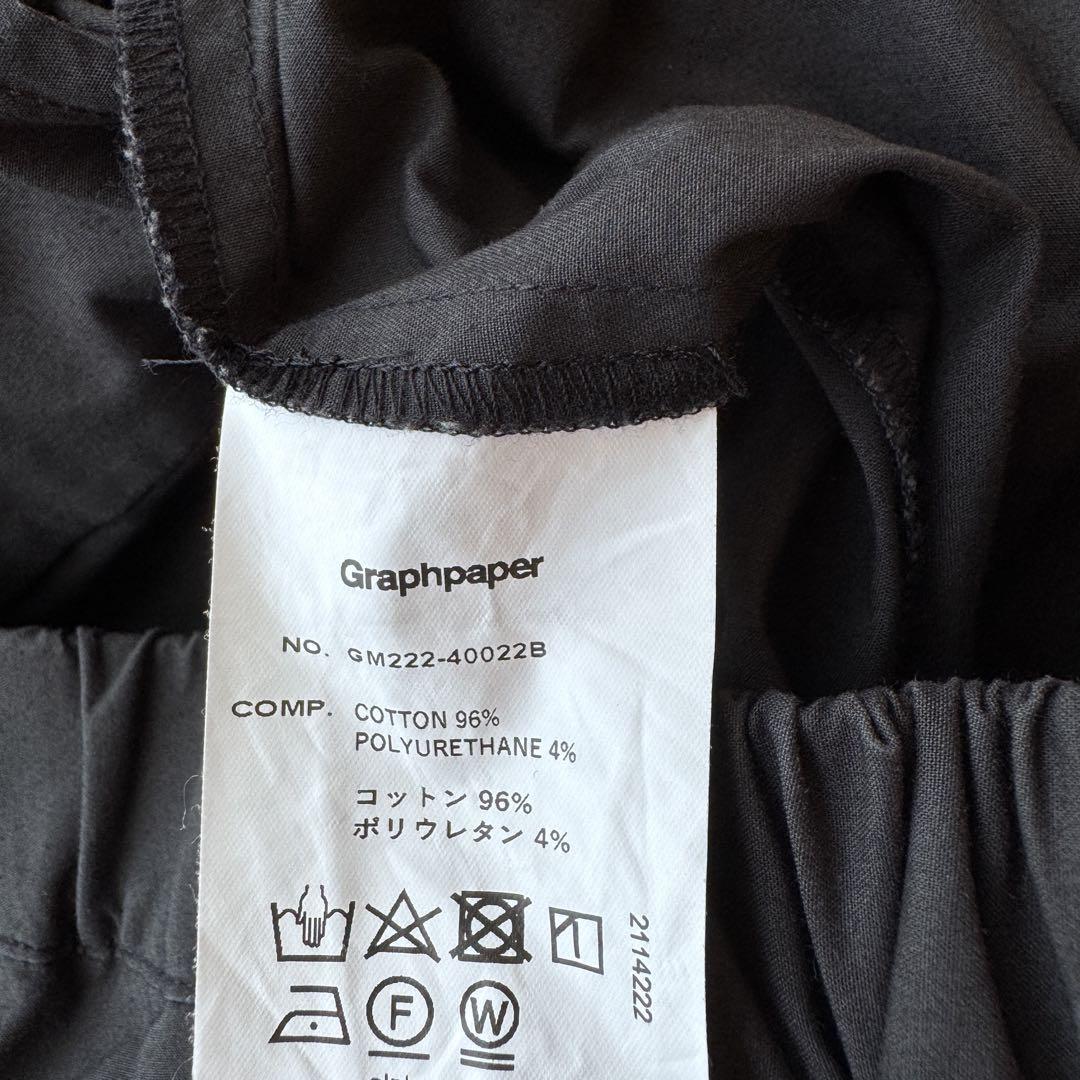 Graphpaper
NO. GM222-40022B
COMP. COTTON 96%
POLYURETHANE 4%
コットン 96%
ポリウレタン 4%
2114222
F
W